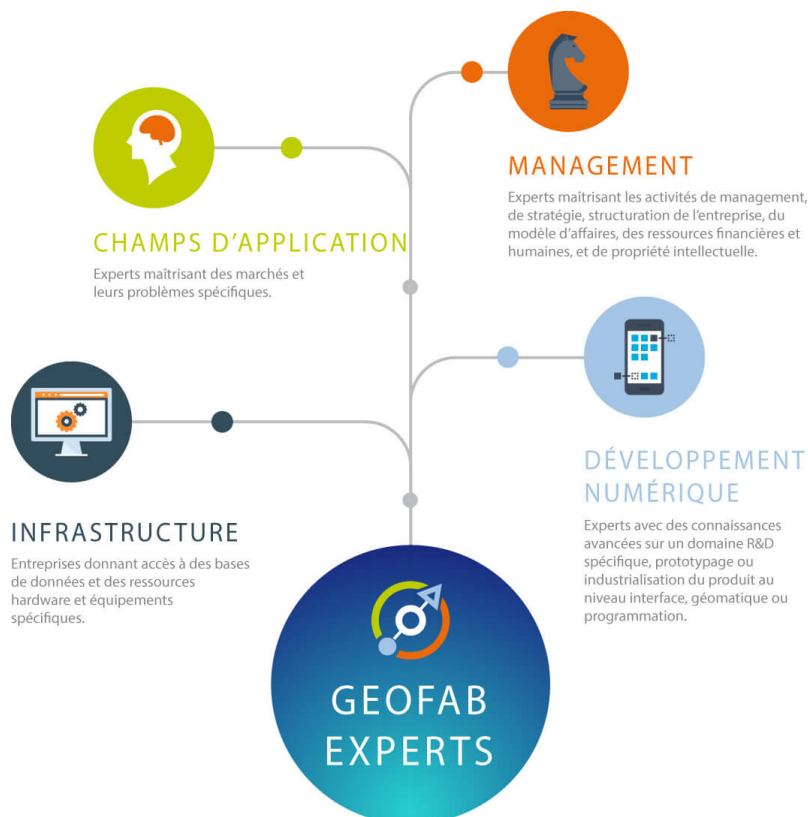 MANAGEMENT
Experts maîtrisant les activités de management,
de stratégie, structuration de l’entreprise, du
modèle d’affaires, des ressources financières et
humaines, et de propriété intellectuelle.
CHAMPS D’APPLICATION
Experts maîtrisant des marchés et
leurs problèmes spécifiques.
DÉVELOPPEMENT
NUMÉRIQUE
Experts avec des connaissances
avancées sur un domaine R&D
spécifique, prototypage ou
industrialisation du produit au
niveau interface, géomatique ou
programmation.
INFRASTRUCTURE
Entreprises donnant accès à des bases
de données et des ressources
hardware et équipements
spécifiques.
GEOFAB
EXPERTS